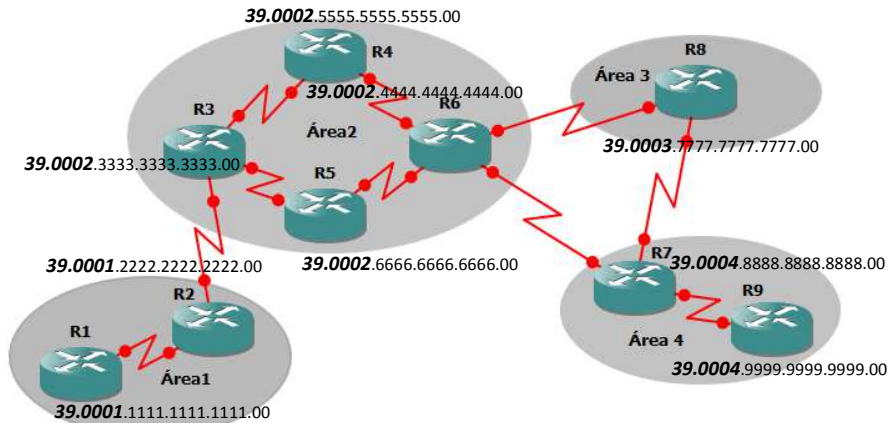 39.0002.5555.5555.5555.00
R4
R8
Área 3
39.0002.4444.4444.4444.00
R3
R6
Área2
39.0003.7777.7777.7777.00
39.0002.3333.3333.3333.00
R5
39.0001.2222.2222.2222.00
39.0002.6666.6666.6666.00
R7
39.0004.8888.8888.8888.00
R2
R9
R1
Área 4
Área1
39.0004.9999.9999.9999.00
39.0001.1111.1111.1111.00